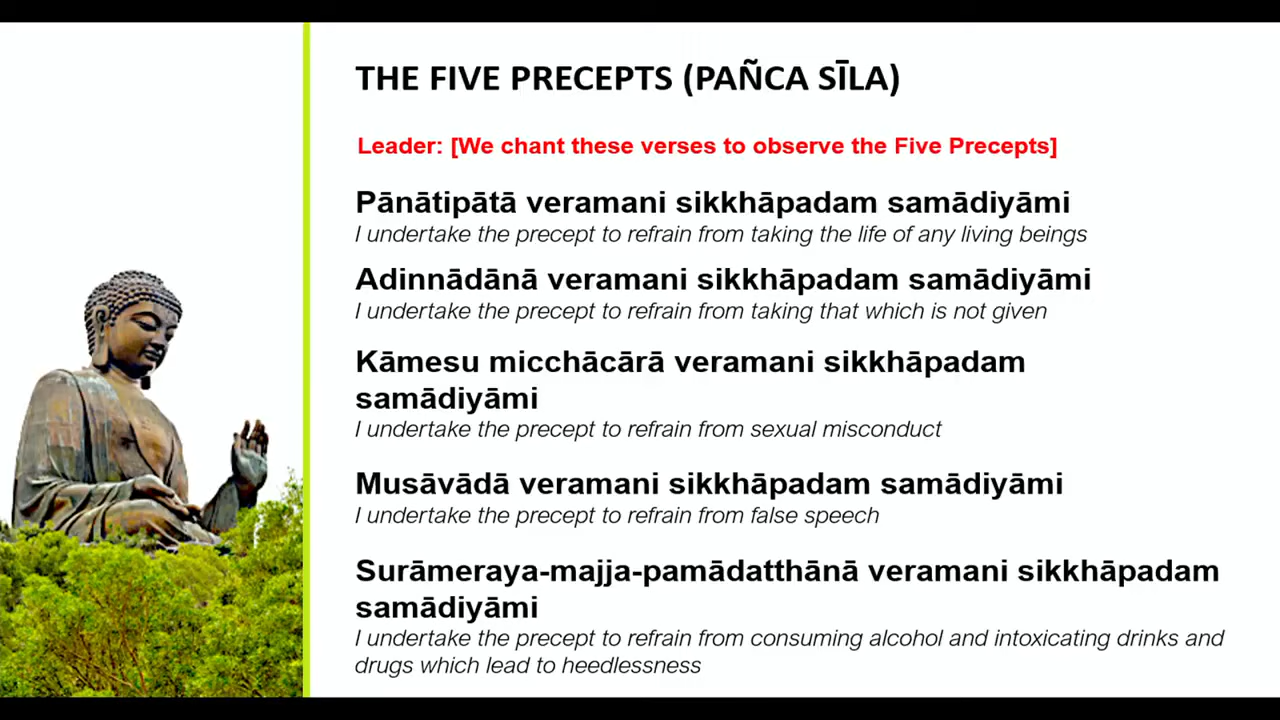 THE FIVE PRECEPTS (PAÑCA SĪLA)
Leader: [We chant these verses to observe the Five Precepts]
Pānātipātā veramani sikkhāpadam samādiyāmi
I undertake the precept to refrain from taking the life of any living beings
Adinnādānā veramani sikkhāpadam samādiyāmi
I undertake the precept to refrain from taking that which is not given
Kāmesu micchācārā veramani sikkhāpadam
samādiyāmi
I undertake the precept to refrain from sexual misconduct
Musāvādā veramani sikkhāpadam samādiyāmi
I undertake the precept to refrain from false speech
Surāmeraya-majja-pamādatthānā veramani sikkhāpadam
samādiyāmi
I undertake the precept to refrain from consuming alcohol and intoxicating drinks and
drugs which lead to heedlessness